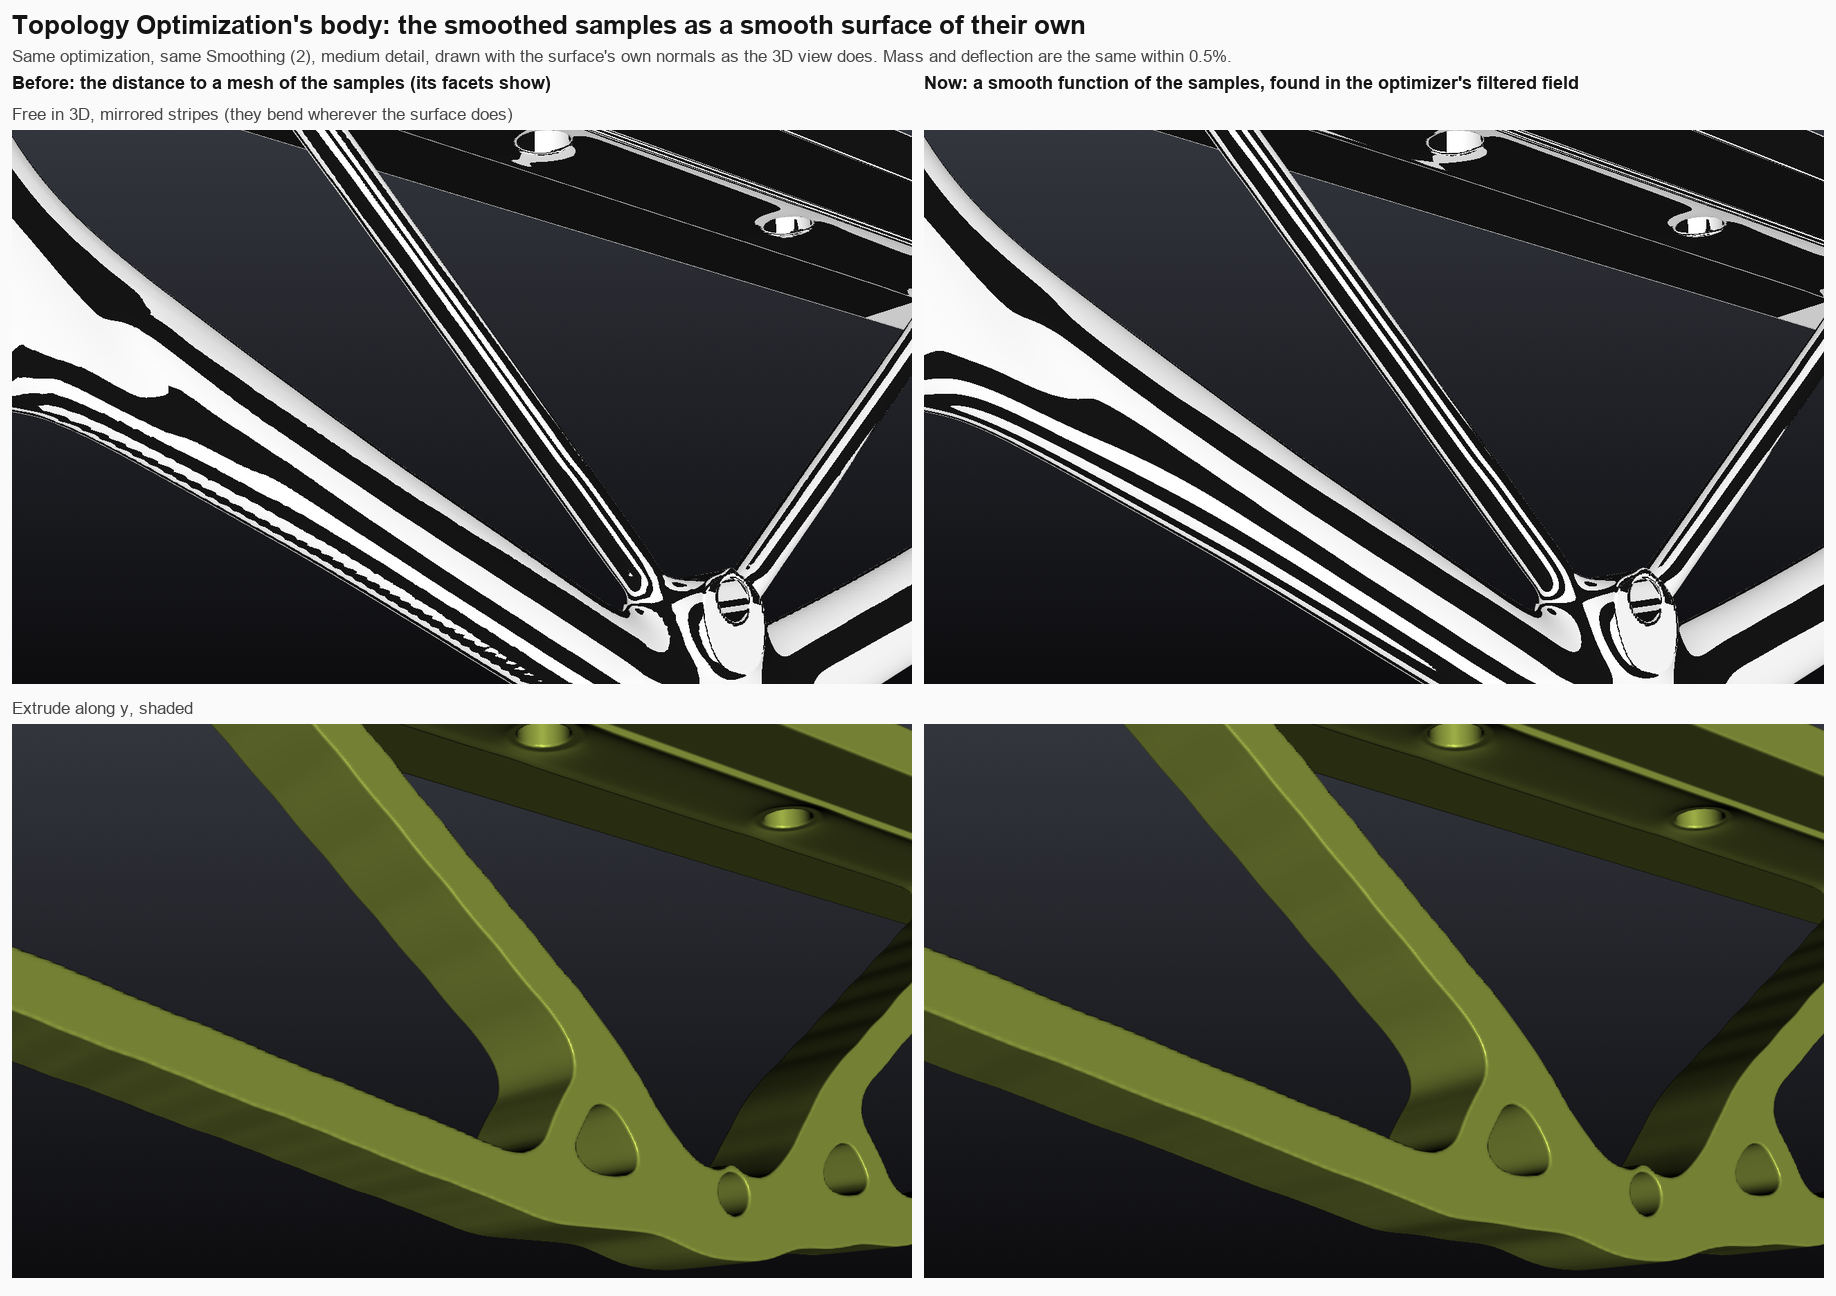 Topology Optimization's body: the smoothed samples as a smooth surface of their own
Same optimization, same Smoothing (2), medium detail, drawn with the surface's own normals as the 3D view does. Mass and deflection are the same within 0.5%.
Before: the distance to a mesh of the samples (its facets show)
Now: a smooth function of the samples, found in the optimizer's filtered field
Free in 3D, mirrored stripes (they bend wherever the surface does)
Extrude along y, shaded